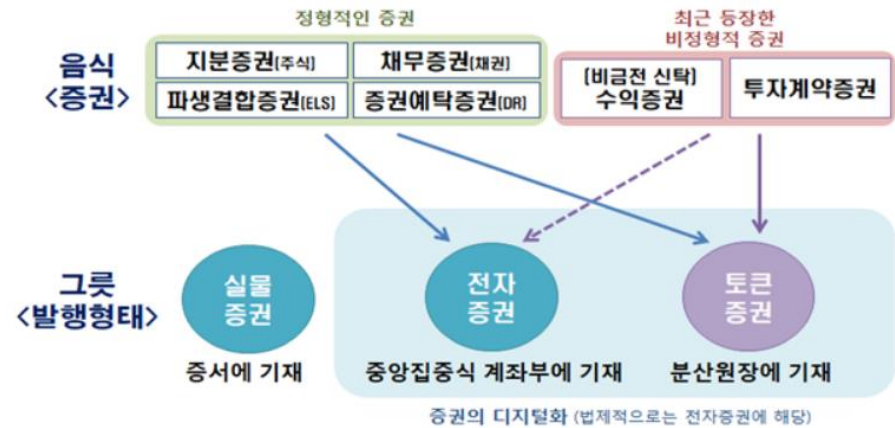 정형적인 증권
최근 등장한
비정형적 증권
음식
<증권>
지분증권(주식)
채무증권(채권)
파생결합증권(ELS)
증권예탁증권(DR)
(비금전 신탁)
수익증권
투자계약증권
그릇
<발행형태>
실물
증권
전자
증권
토큰
증권
증서에 기재
중앙집중식 계좌부에 기재
분산원장에 기재
증권의 디지털화 (법제적으로는 전자증권에 해당)